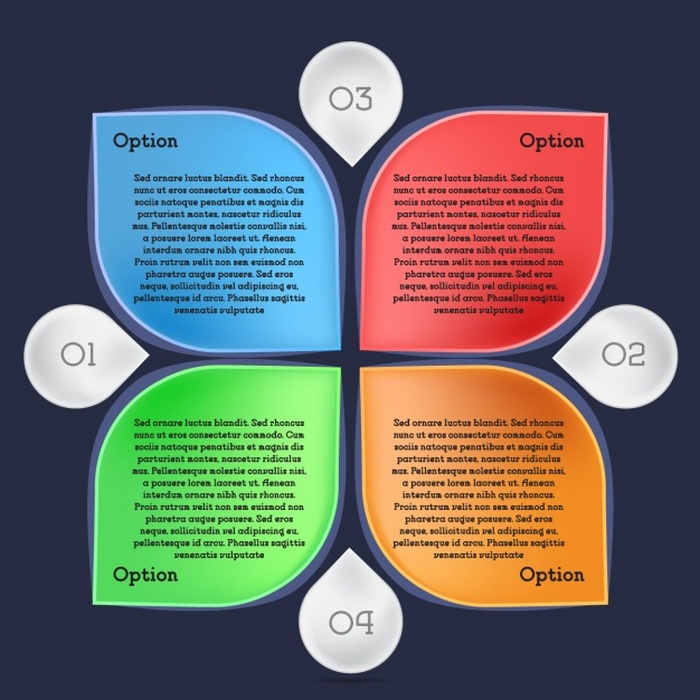 03
Option
Sed ornare luctus blandit. Sed rhoncus
nunc ut eros consectetur commodo. Cum
sociis natoque penatibus et magnis dis
parturient montes, nascetur ridiculus
mus. Pellentesque molestie convallis nisi,
a posuere lorem laoreet ut. Aenean
interdum ornare nibh quis rhoncus.
Proin rutrum velit non sem euismod non
pharetra augue posuere. Sed eros
neque, sollicitudin vel adipiscing eu,
pellentesque id arcu. Phasellus sagittis
venenatis vulputate
Option
Sed ornare luctus blandit. Sed rhoncus
nunc ut eros consectetur commodo. Cum
sociis natoque penatibus et magnis dis
parturient montes, nascetur ridiculus
mus. Pellentesque molestie convallis nisi,
a posuere lorem laoreet ut. Aenean
interdum ornare nibh quis rhoncus.
Proin rutrum velit non sem euismod non
pharetra augue posuere. Sed eros
neque, sollicitudin vel adipiscing eu,
pellentesque id arcu. Phasellus sagittis
venenatis vulputate
01
02
Sed ornare luctus blandit. Sed rhoncus
nunc ut eros consectetur commodo. Cum
sociis natoque penatibus et magnis dis
parturient montes, nascetur ridiculus
mus. Pellentesque molestie convallis nisi,
a posuere lorem laoreet ut. Aenean
interdum ornare nibh quis rhoncus.
Proin rutrum velit non sem euismod non
pharetra augue posuere. Sed eros
neque, sollicitudin vel adipiscing eu,
pellentesque id arcu. Phasellus sagittis
venenatis vulputate
Option
Sed ornare luctus blandit. Sed rhoncus
nunc ut eros consectetur commodo. Cum
sociis natoque penatibus et magnis dis
parturient montes, nascetur ridiculus
mus. Pellentesque molestie convallis nisi,
a posuere lorem laoreet ut. Aenean
interdum ornare nibh quis rhoncus.
Proin rutrum velit non sem euismod non
pharetra augue posuere. Sed eros
neque, sollicitudin vel adipiscing eu,
pellentesque id arcu. Phasellus sagittis
venenatis vulputate
Option
04